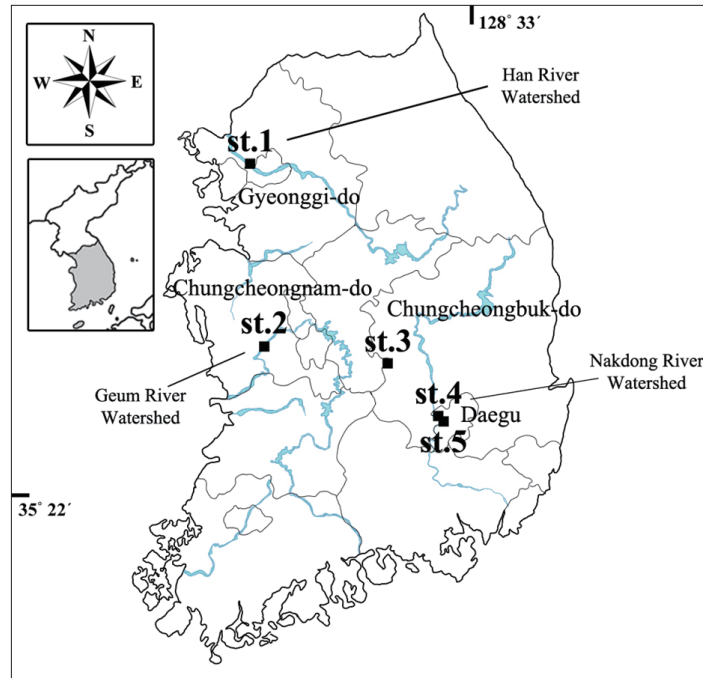 128° 33´
N
W E
S
Han River
Watershed
st.1
Gyeonggi-do
Chungcheongnam-do
Chungcheongbuk-do
st.2
st.3
Nakdong River
Watershed
Geum River
Watershed
st.4
Daegu
st.5
35° 22´